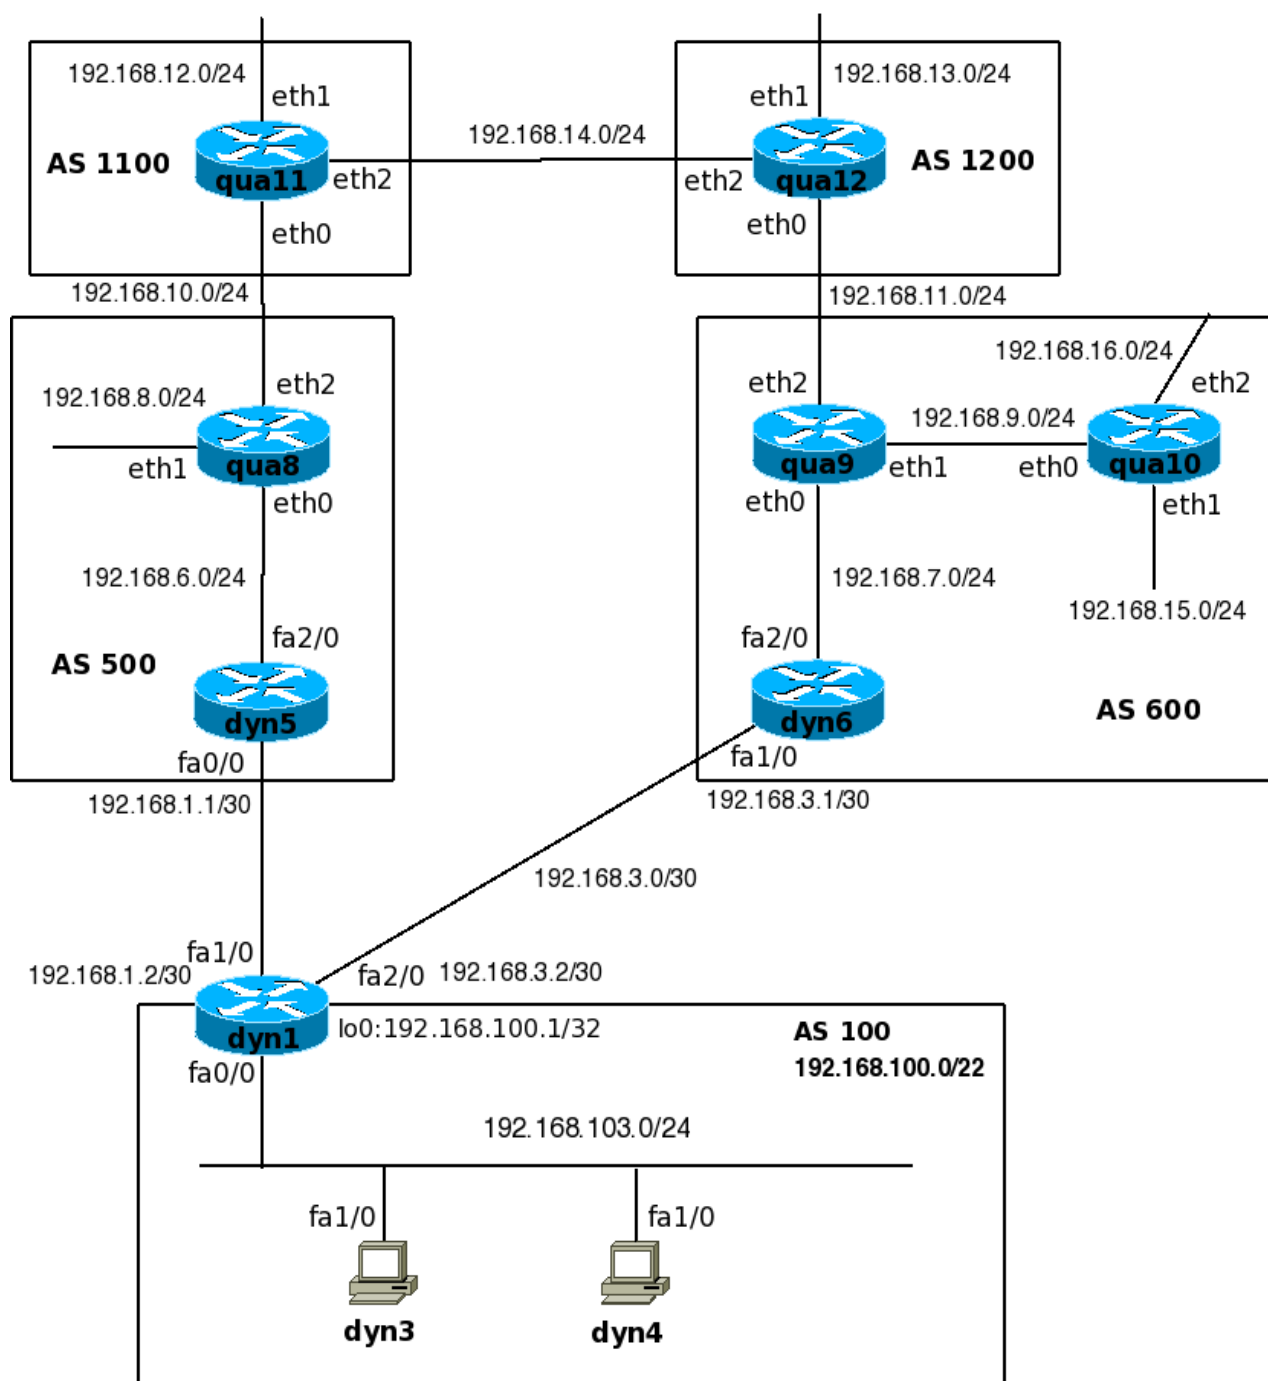 192.168.12.0/24
eth1
AS 1100
qua11
eth2
eth0
192.168.14.0/24
192.168.13.0/24
eth1
AS 1200
qua12
eth2
eth0
192.168.10.0/24
192.168.11.0/24
192.168.8.0/24
eth2
qua8
eth1
eth0
192.168.6.0/24
fa2/0
AS 500
dyn5
fa0/0
192.168.1.1/30
192.168.16.0/24
eth2
eth2
192.168.9.0/24
qua9
eth1
eth0
qua10
eth0
eth1
192.168.7.0/24
192.168.15.0/24
fa2/0
dyn6
AS 600
fa1/0
192.168.3.1/30
192.168.3.0/30
fa1/0
192.168.1.2/30
fa2/0
192.168.3.2/30
dyn1
lo0:192.168.100.1/32
AS 100
192.168.100.0/22
fa0/0
192.168.103.0/24
fa1/0
fa1/0
dyn3
dyn4